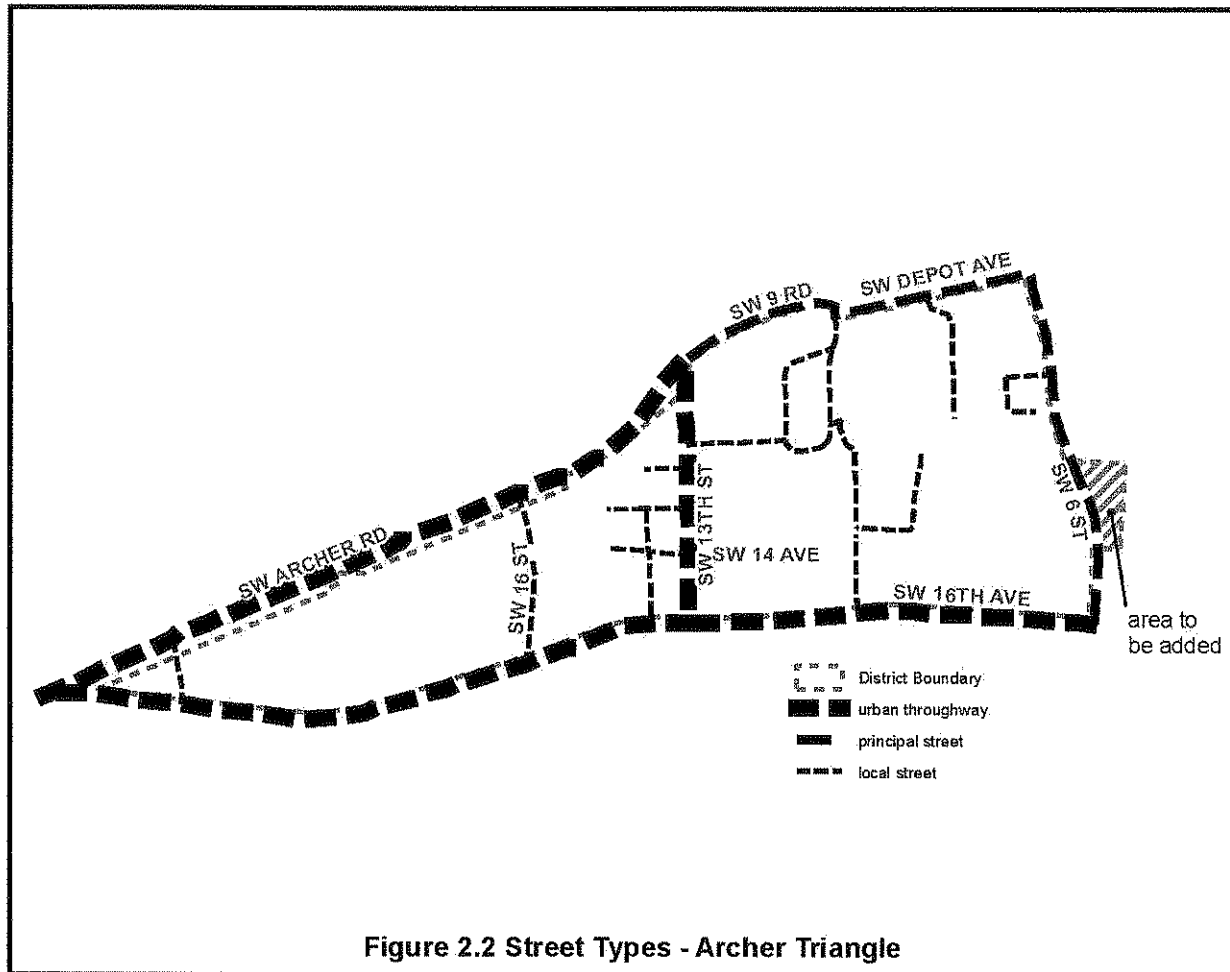 SW DEPOT AVE
SW 9 RD
SW 6 ST
SW ARCHER RD
SW 16 ST
SW 13TH ST
SW 14 AVE
SW 16TH AVE
area to
be added
District Boundary
urban throughway
principal street
local street
Figure 2.2 Street Types - Archer Triangle